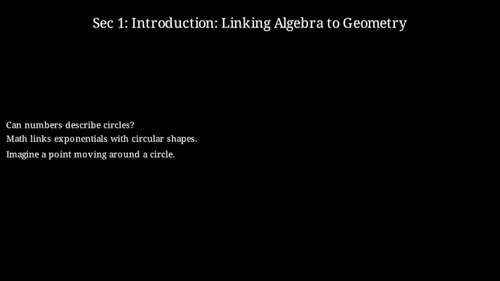 Sec 1: Introduction: Linking Algebra to Geometry
Can numbers describe circles?
Math links exponentials with circular shapes.
Imagine a point moving around a circle.